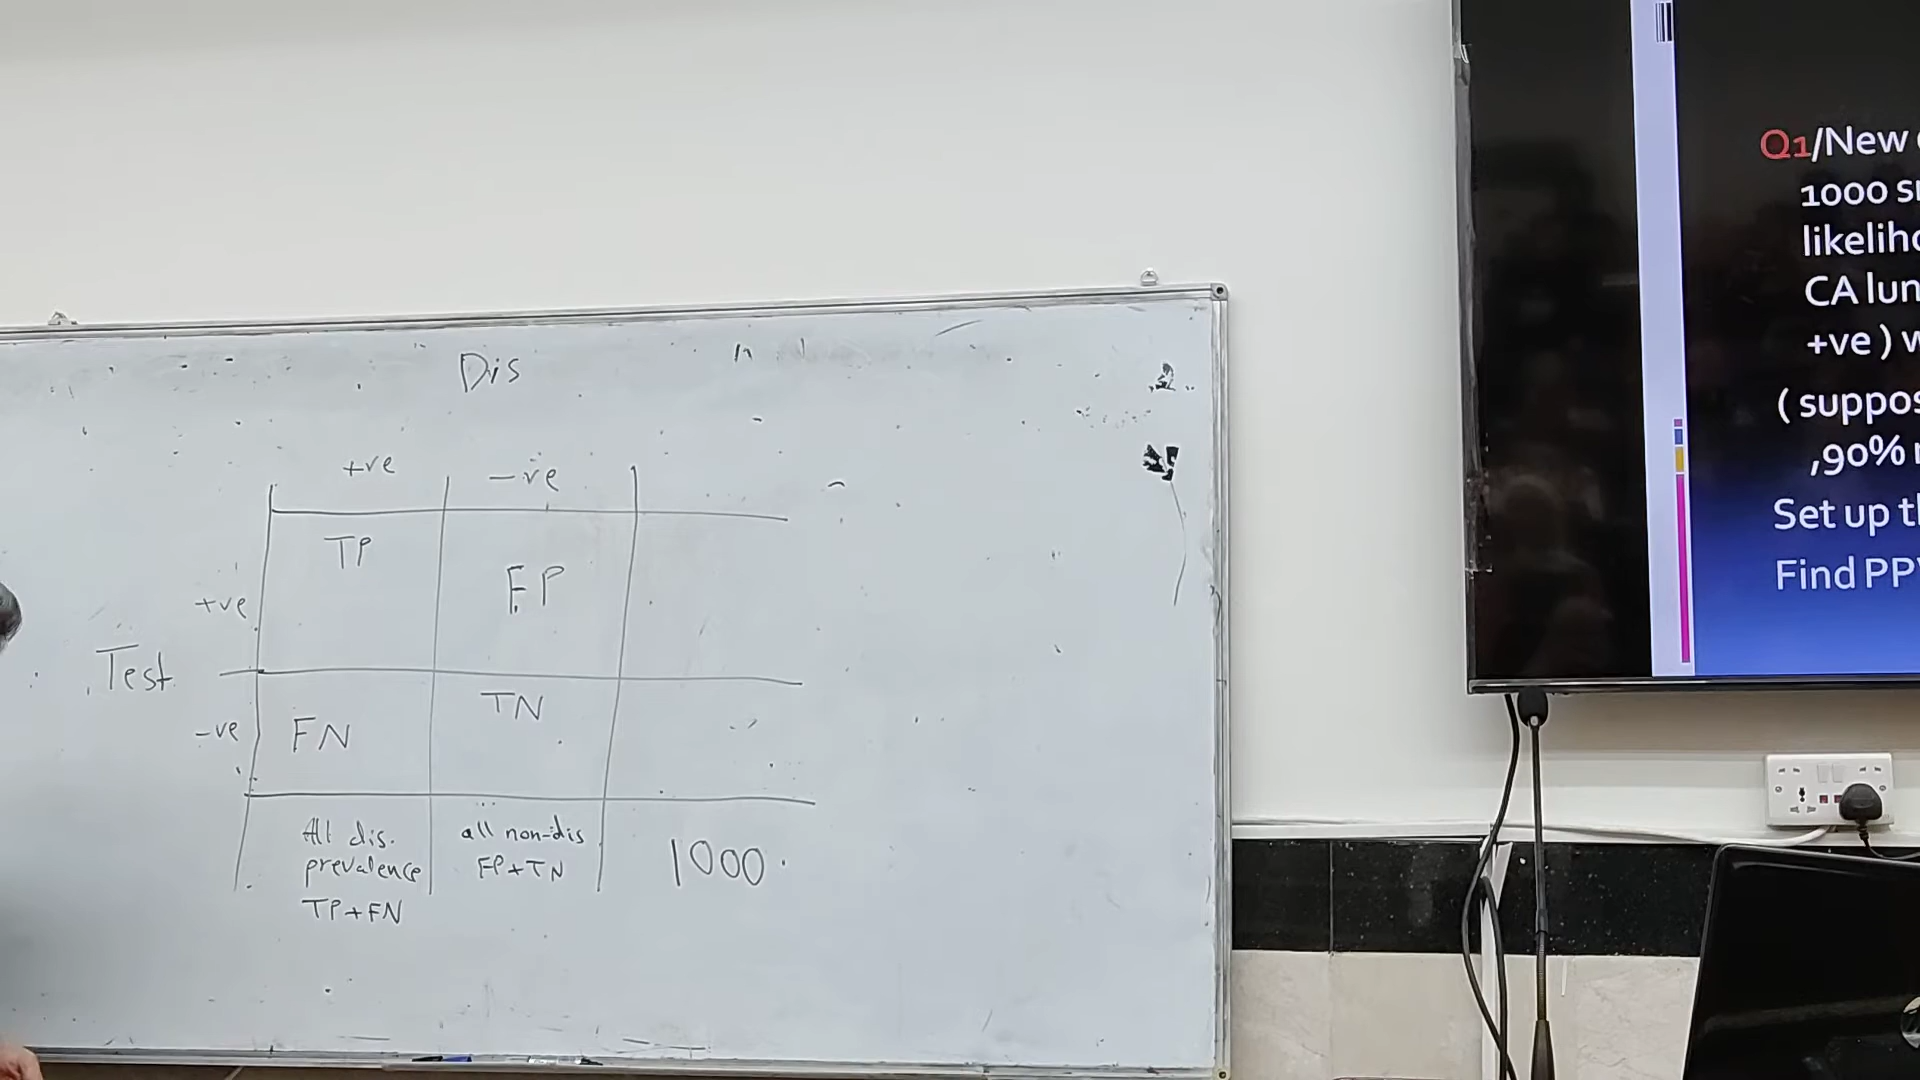 Dis
+ve -ve
TP
FP
+ve
Test
TN
-ve
FN
All dis. all non-dis
prevalence FP+TN 1000
TP+FN
Q1/New
1000
CA
+ve )
(
,90%
Set up
Find